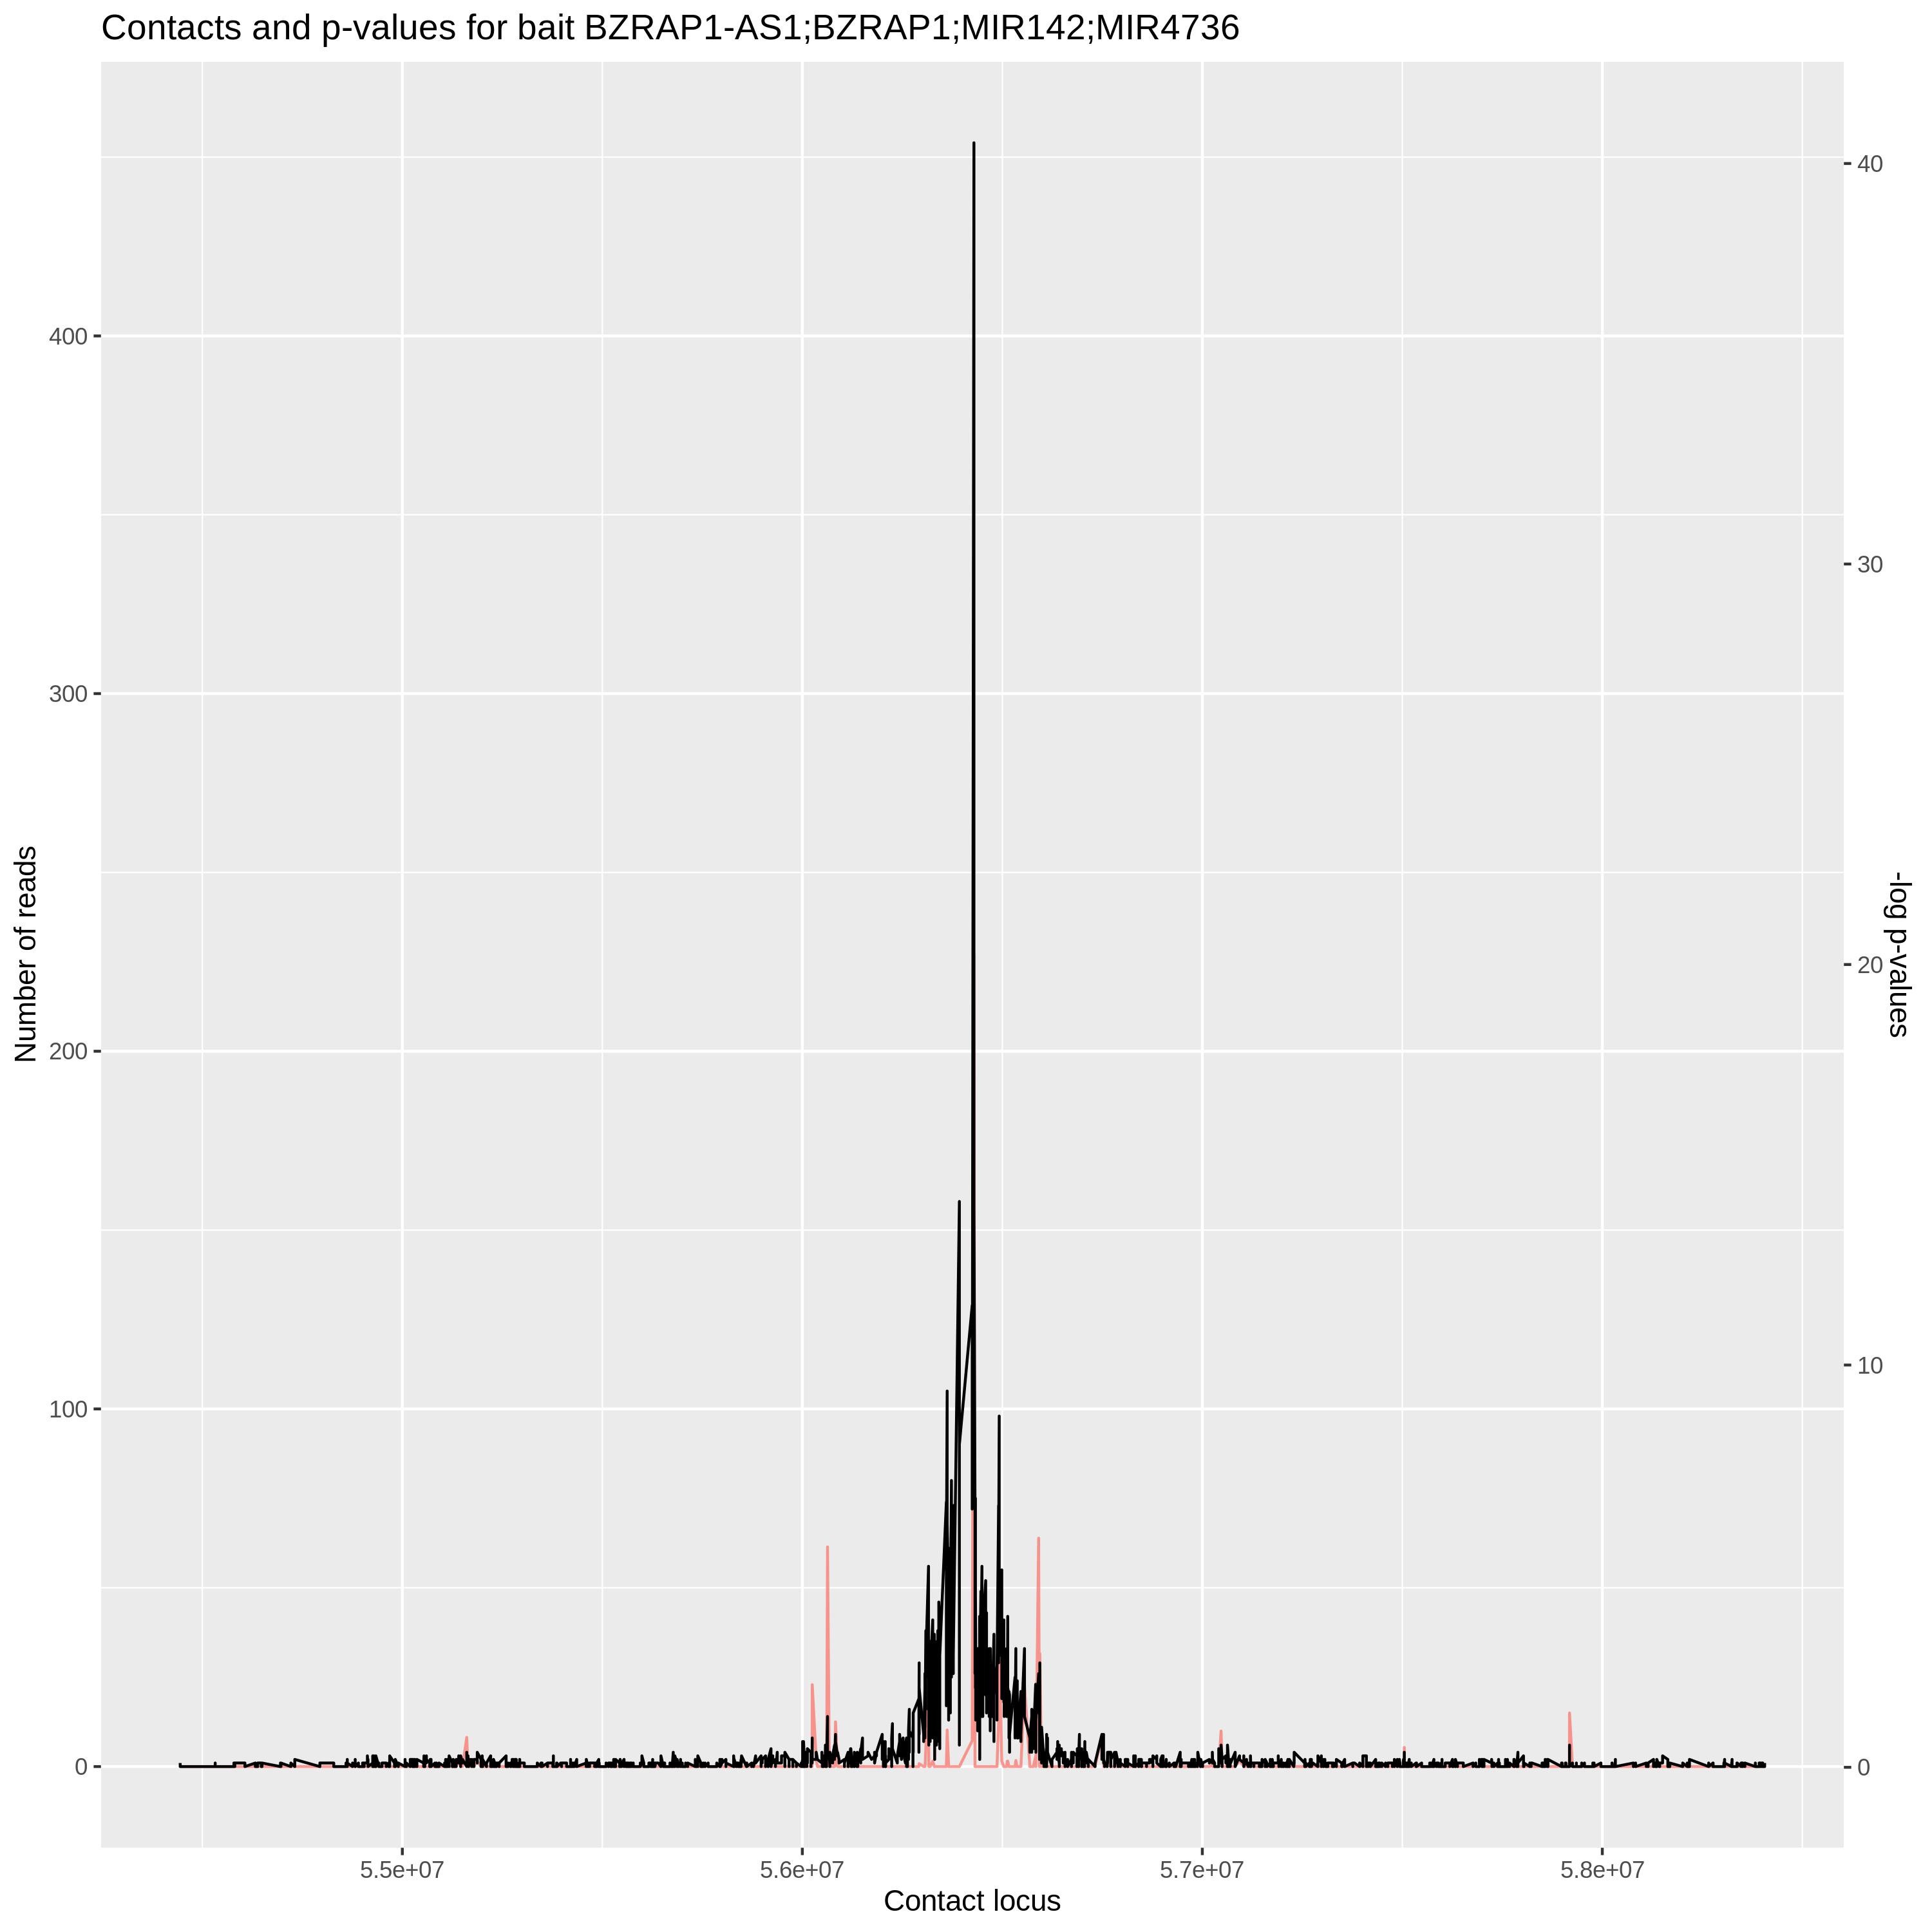 Contacts and p-values for bait BZRAP1-AS1;BZRAP1;MIR142;MIR4736
400
300
200
100
0
Number of reads
40
30
20
10
0
-log p-values
5.5e+07
5.6e+07
5.7e+07
5.8e+07
Contact locus